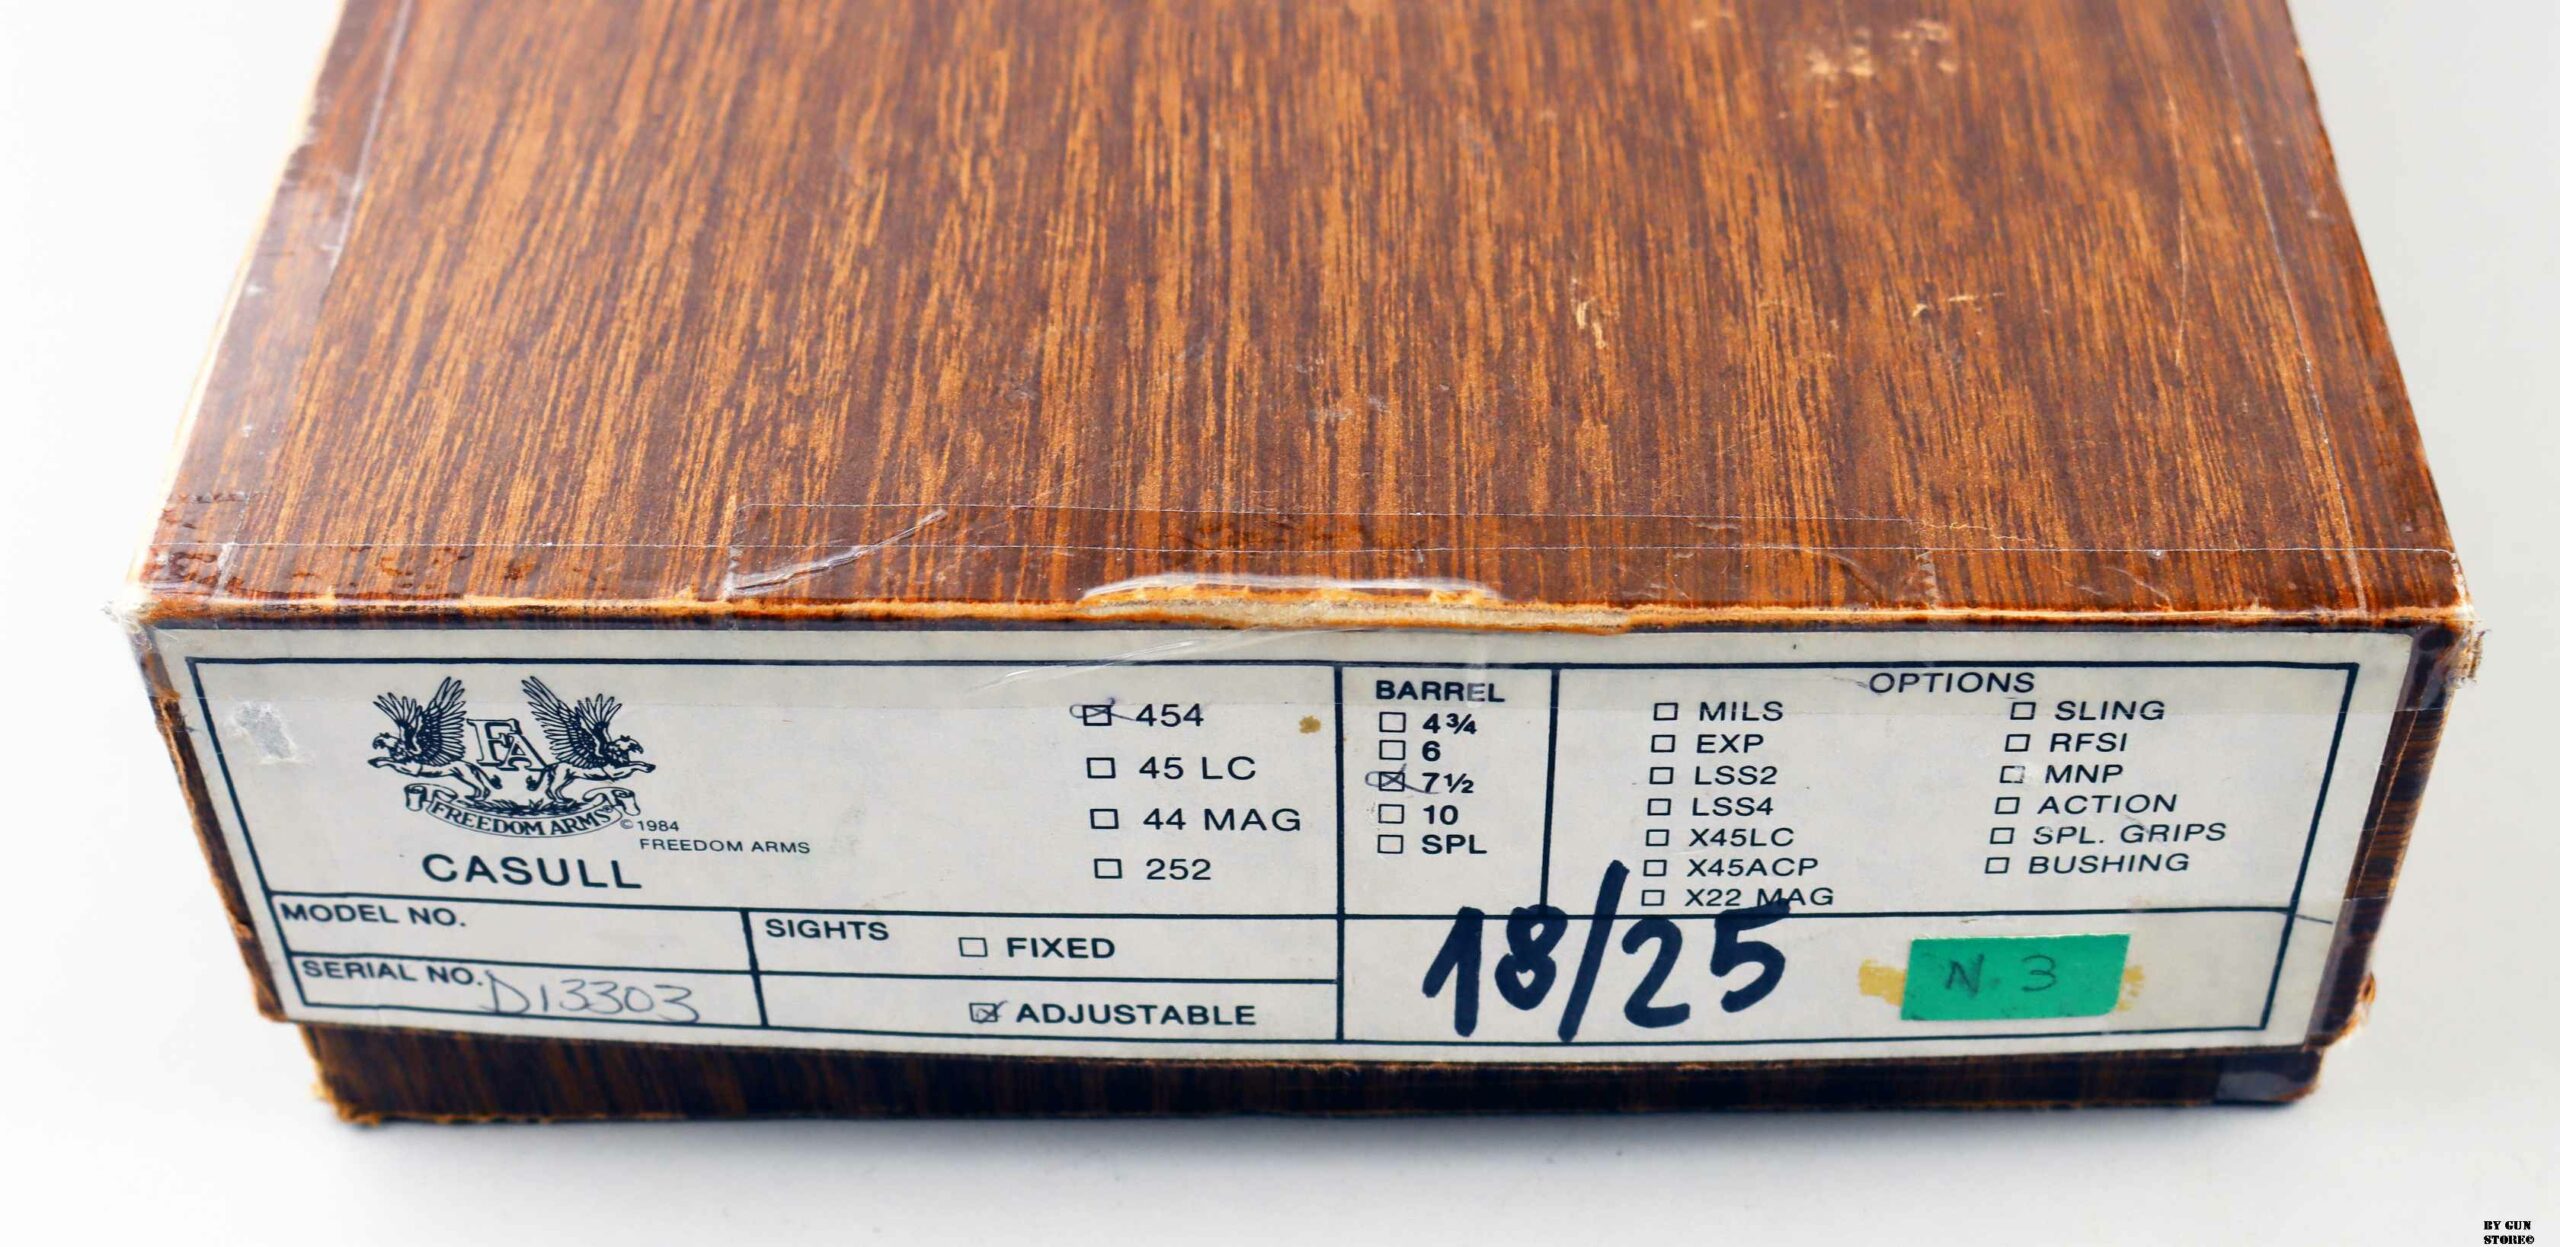 FA
FREEDOM ARMS®
©1984
FREEDOM ARMS
CASULL
☒ 454
☐ 45 LC
☐ 44 MAG
☐ 252
BARREL
☐ 4¾
☐ 6
☒ 7½
☐ 10
☐ SPL
OPTIONS
☐ MILS
☐ EXP
☐ LSS2
☐ LSS4
☐ X45LC
☐ X45ACP
☐ X22 MAG
☐ SLING
☐ RFSI
☐ MNP
☐ ACTION
☐ SPL. GRIPS
☐ BUSHING
MODEL NO.
SERIAL NO. D13303
SIGHTS
☐ FIXED
☒ ADJUSTABLE
18/25
N. 3
BY GUN
STORE©